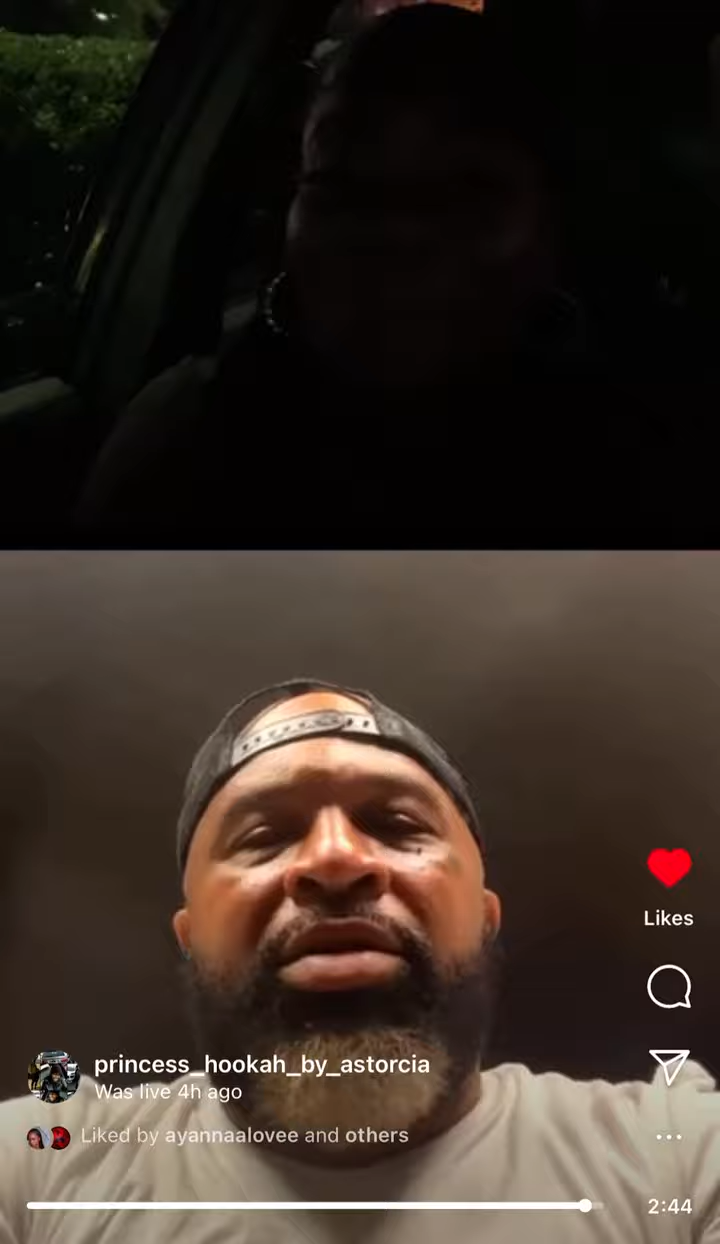 Likes
princess_hookah_by_astorcia
Was live 4h ago
Liked by ayannaalovee and others
2:44